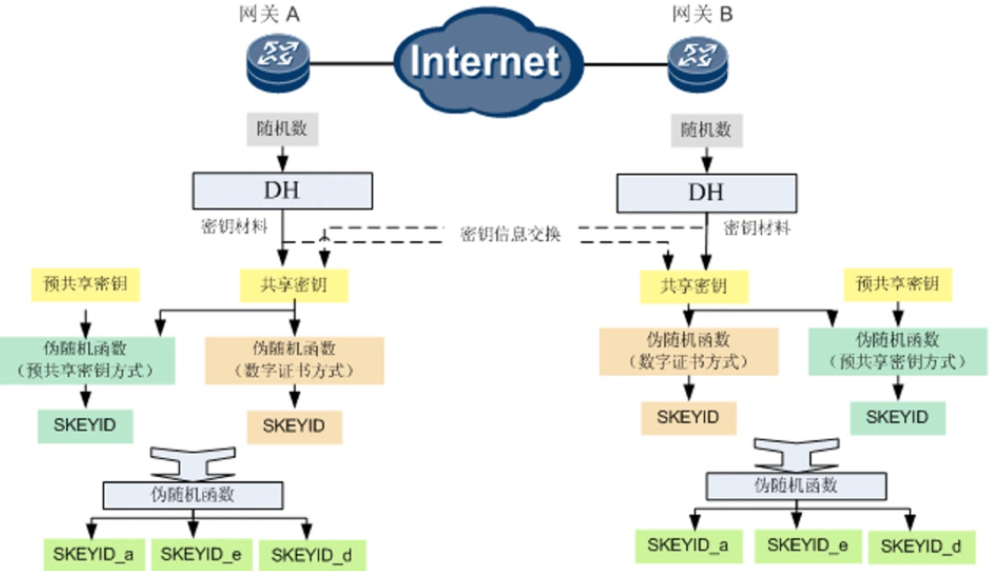 网关 A
网关 B
Internet
随机数
随机数
DH
DH
密钥材料
密钥信息交换
密钥材料
预共享密钥
共享密钥
共享密钥
预共享密钥
伪随机函数
（预共享密钥方式）
伪随机函数
（数字证书方式）
伪随机函数
（数字证书方式）
伪随机函数
（预共享密钥方式）
SKEYID
SKEYID
SKEYID
SKEYID
伪随机函数
伪随机函数
SKEYID_a
SKEYID_e
SKEYID_d
SKEYID_a
SKEYID_e
SKEYID_d